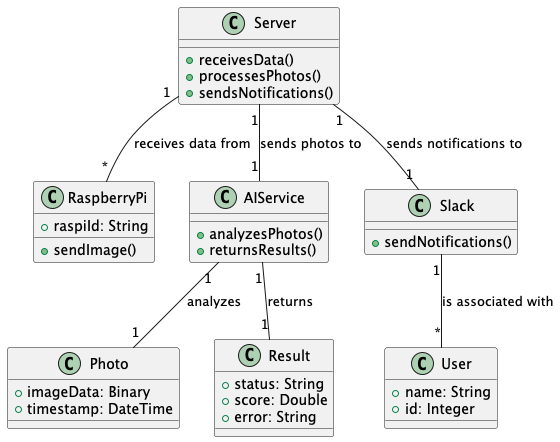 C Server
receivesData()
processesPhotos()
sendsNotifications()
1 1 1
receives data from sends photos to sends notifications to
* 1 1
C RaspberryPi
raspiId: String
sendImage()
C AIService
analyzesPhotos()
returnsResults()
C Slack
sendNotifications()
1 1 1
analyzes returns is associated with
1 1 *
C Photo
imageData: Binary
timestamp: DateTime
C Result
status: String
score: Double
error: String
C User
name: String
id: Integer